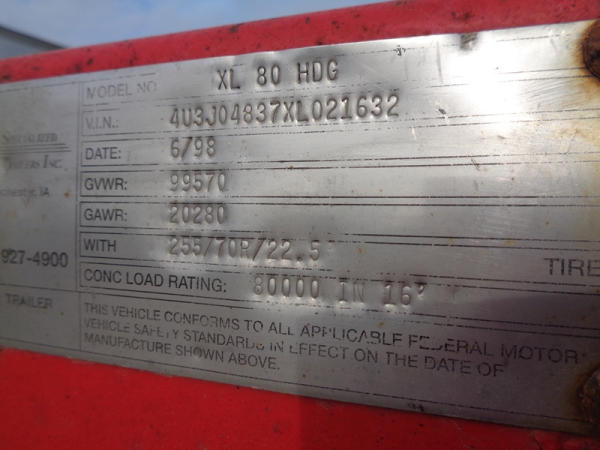 MODEL NO XL 80 HDG
V.I.N.: 4U3J04837XL021632
DATE: 6/98
GVWR: 99570
GAWR: 20280
WITH 255/70R/22.5 TIRE
CONC LOAD RATING: 80000 IN 16'
INC.
IA
927-4900
TRAILER
THIS VEHICLE CONFORMS TO ALL APPLICABLE FEDERAL MOTOR
VEHICLE SAFETY STANDARDS IN EFFECT ON THE DATE OF
MANUFACTURE SHOWN ABOVE.